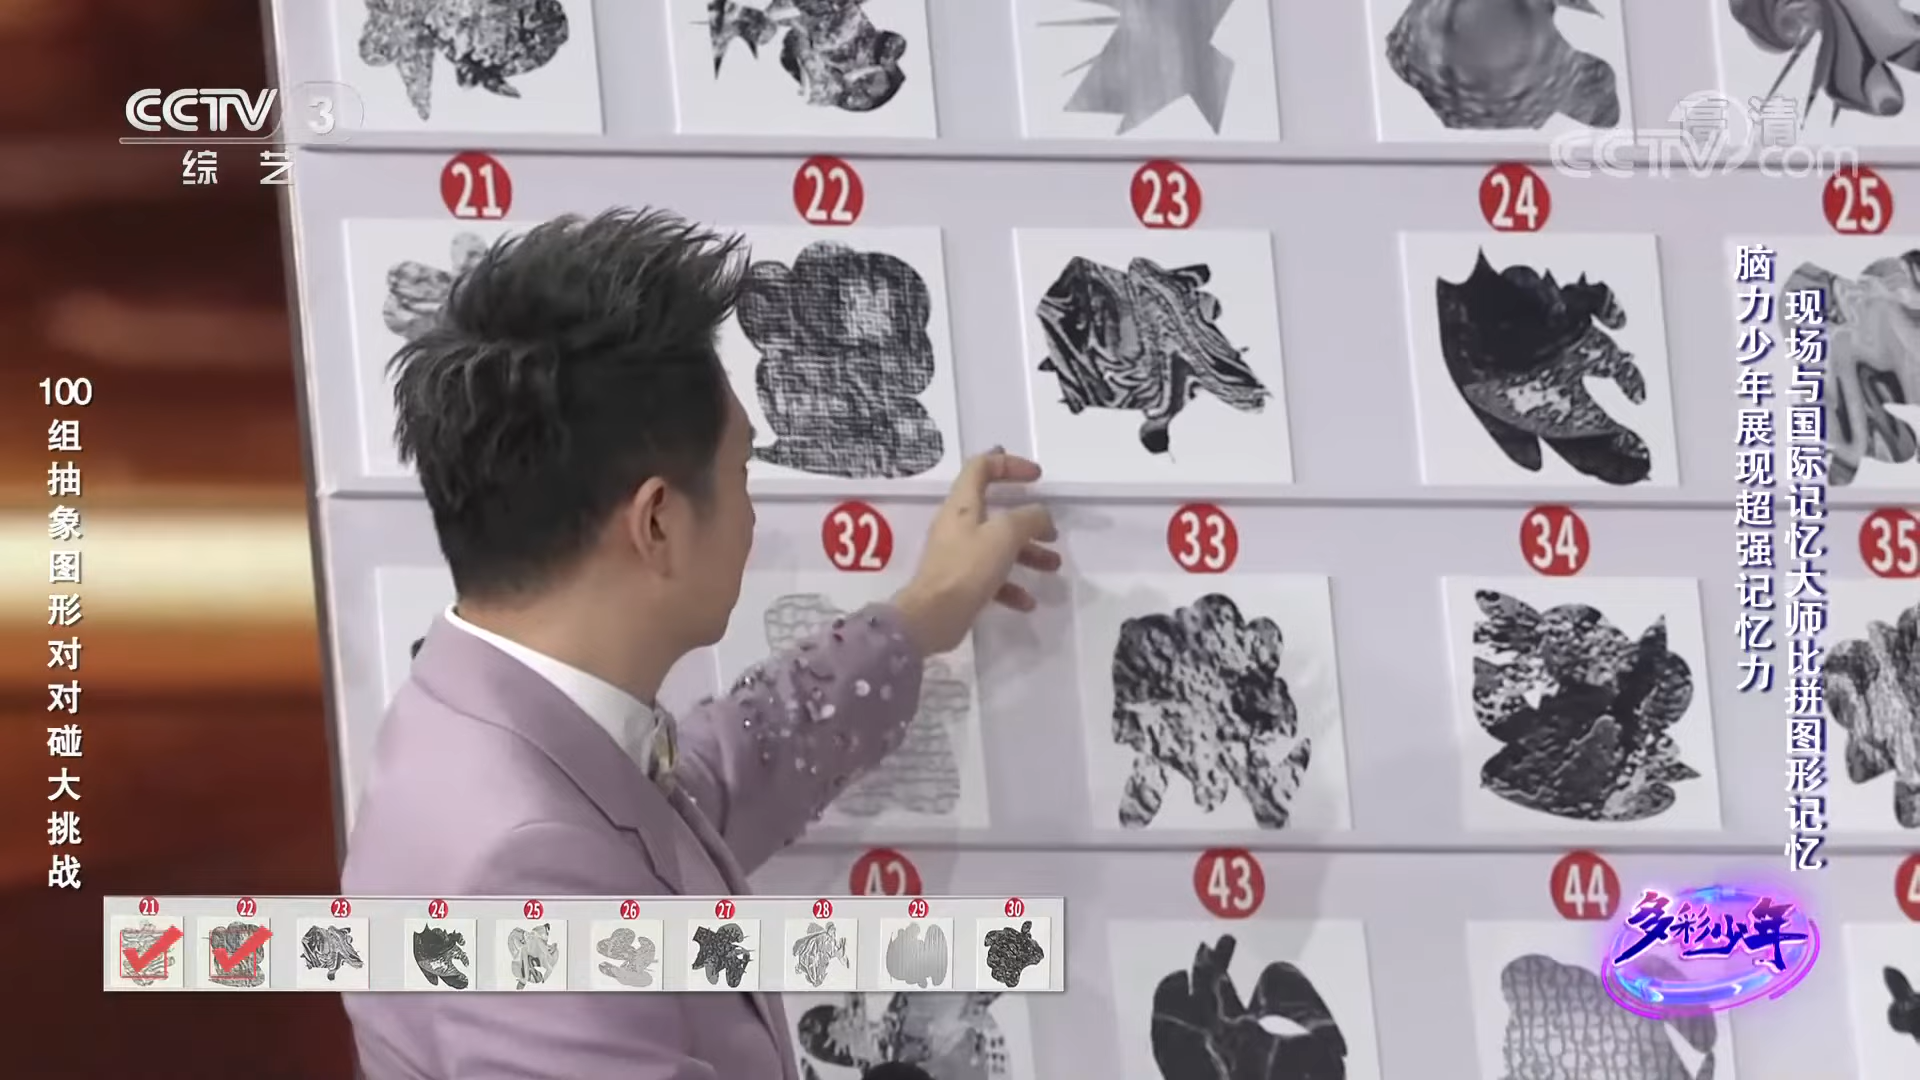 CCTV 3
综艺
高清
CCTV.com
21
22
23
24
25
32
33
34
35
42
43
44
100组抽象图形对对碰大挑战
现场与国际记忆大师比拼图形记忆
脑力少年展现超强记忆力
21 22 23 24 25 26 27 28 29 30
多彩少年